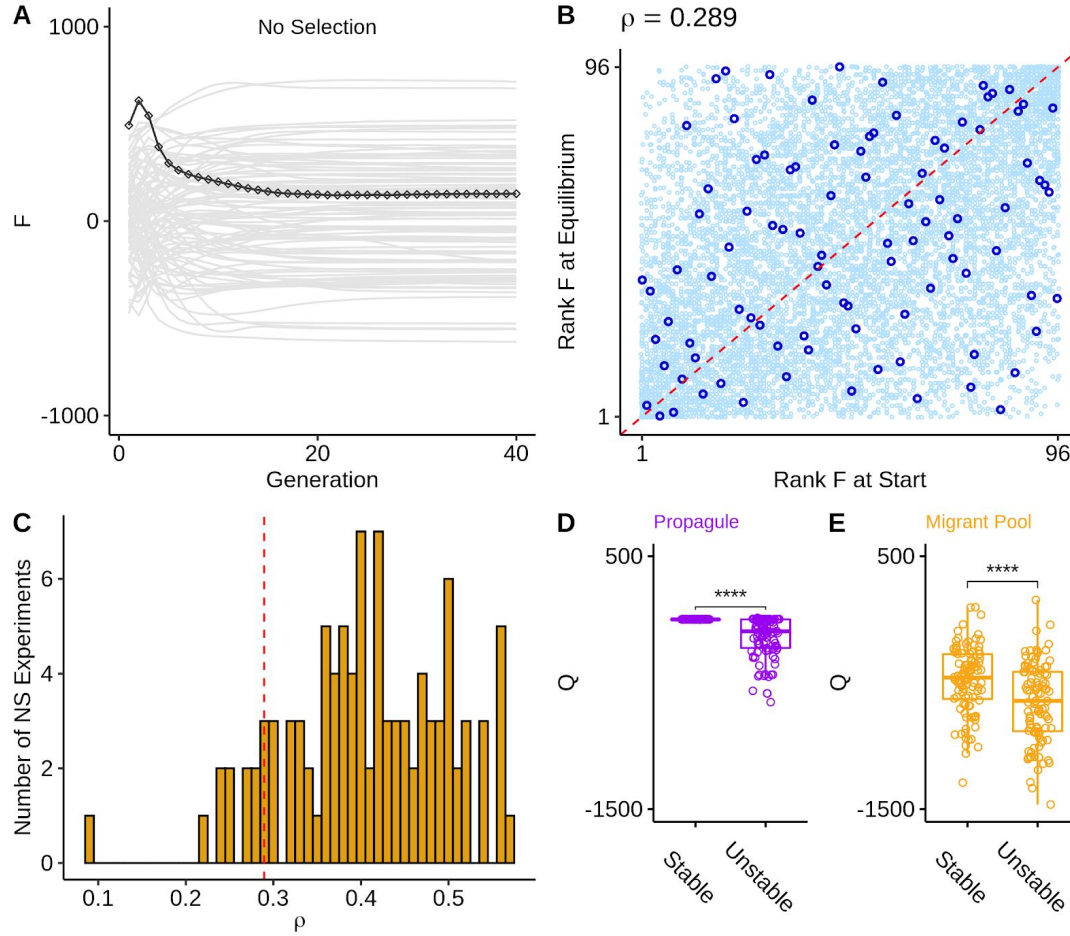 A
No Selection
1000
0
-1000
F
0
20
40
Generation
B
ρ = 0.289
96
1
Rank F at Equilibrium
1
96
Rank F at Start
C
6
4
2
0
Number of NS Experiments
0.1
0.2
0.3
0.4
0.5
ρ
D
Propagule
500
****
-1500
Q
Stable
Unstable
E
Migrant Pool
500
****
-1500
Q
Stable
Unstable